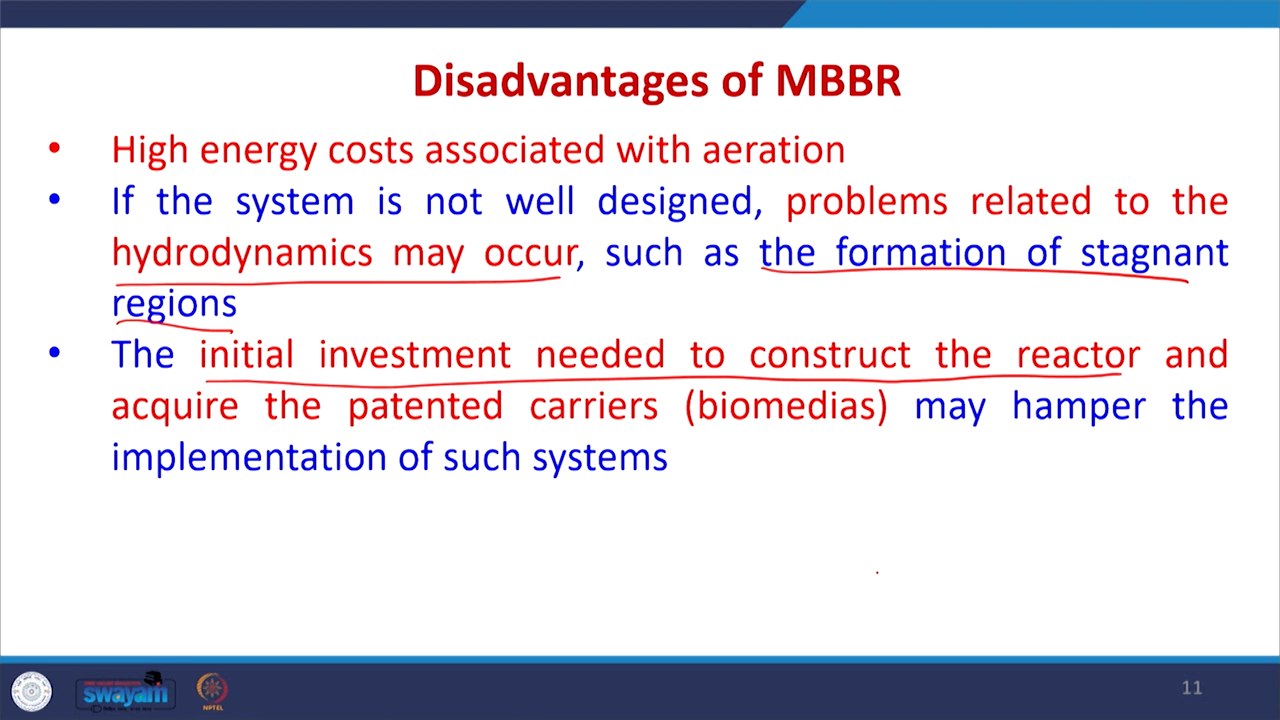 Disadvantages of MBBR
• High energy costs associated with aeration
• If the system is not well designed, problems related to the
hydrodynamics may occur, such as the formation of stagnant
regions
• The initial investment needed to construct the reactor and
acquire the patented carriers (biomedias) may hamper the
implementation of such systems
swayam
NPTEL
11